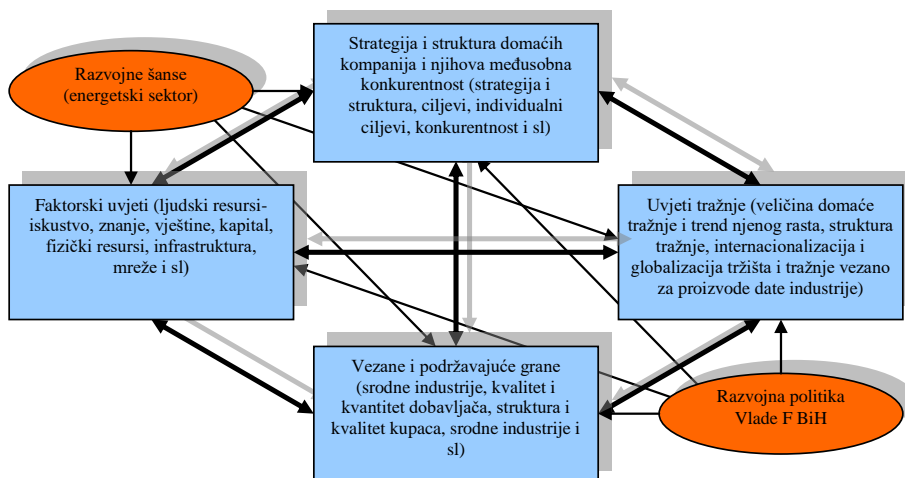 Strategija i struktura domaćih
kompanija i njihova međusobna
konkurentnost (strategija i
struktura, ciljevi, individualni
ciljevi, konkurentnost i sl)
Razvojne šanse
(energetski sektor)
Faktorski uvjeti (ljudski resursi-
iskustvo, znanje, vještine, kapital,
fizički resursi, infrastruktura,
mreže i sl)
Uvjeti tražnje (veličina domaće
tražnje i trend njenog rasta, struktura
tražnje, internacionalizacija i
globalizacija tržišta i tražnje vezano
za proizvode date industrije)
Vezane i podržavajuće grane
(srodne industrije, kvalitet i
kvantitet dobavljača, struktura i
kvalitet kupaca, srodne industrije i
sl)
Razvojna politika
Vlade F BiH